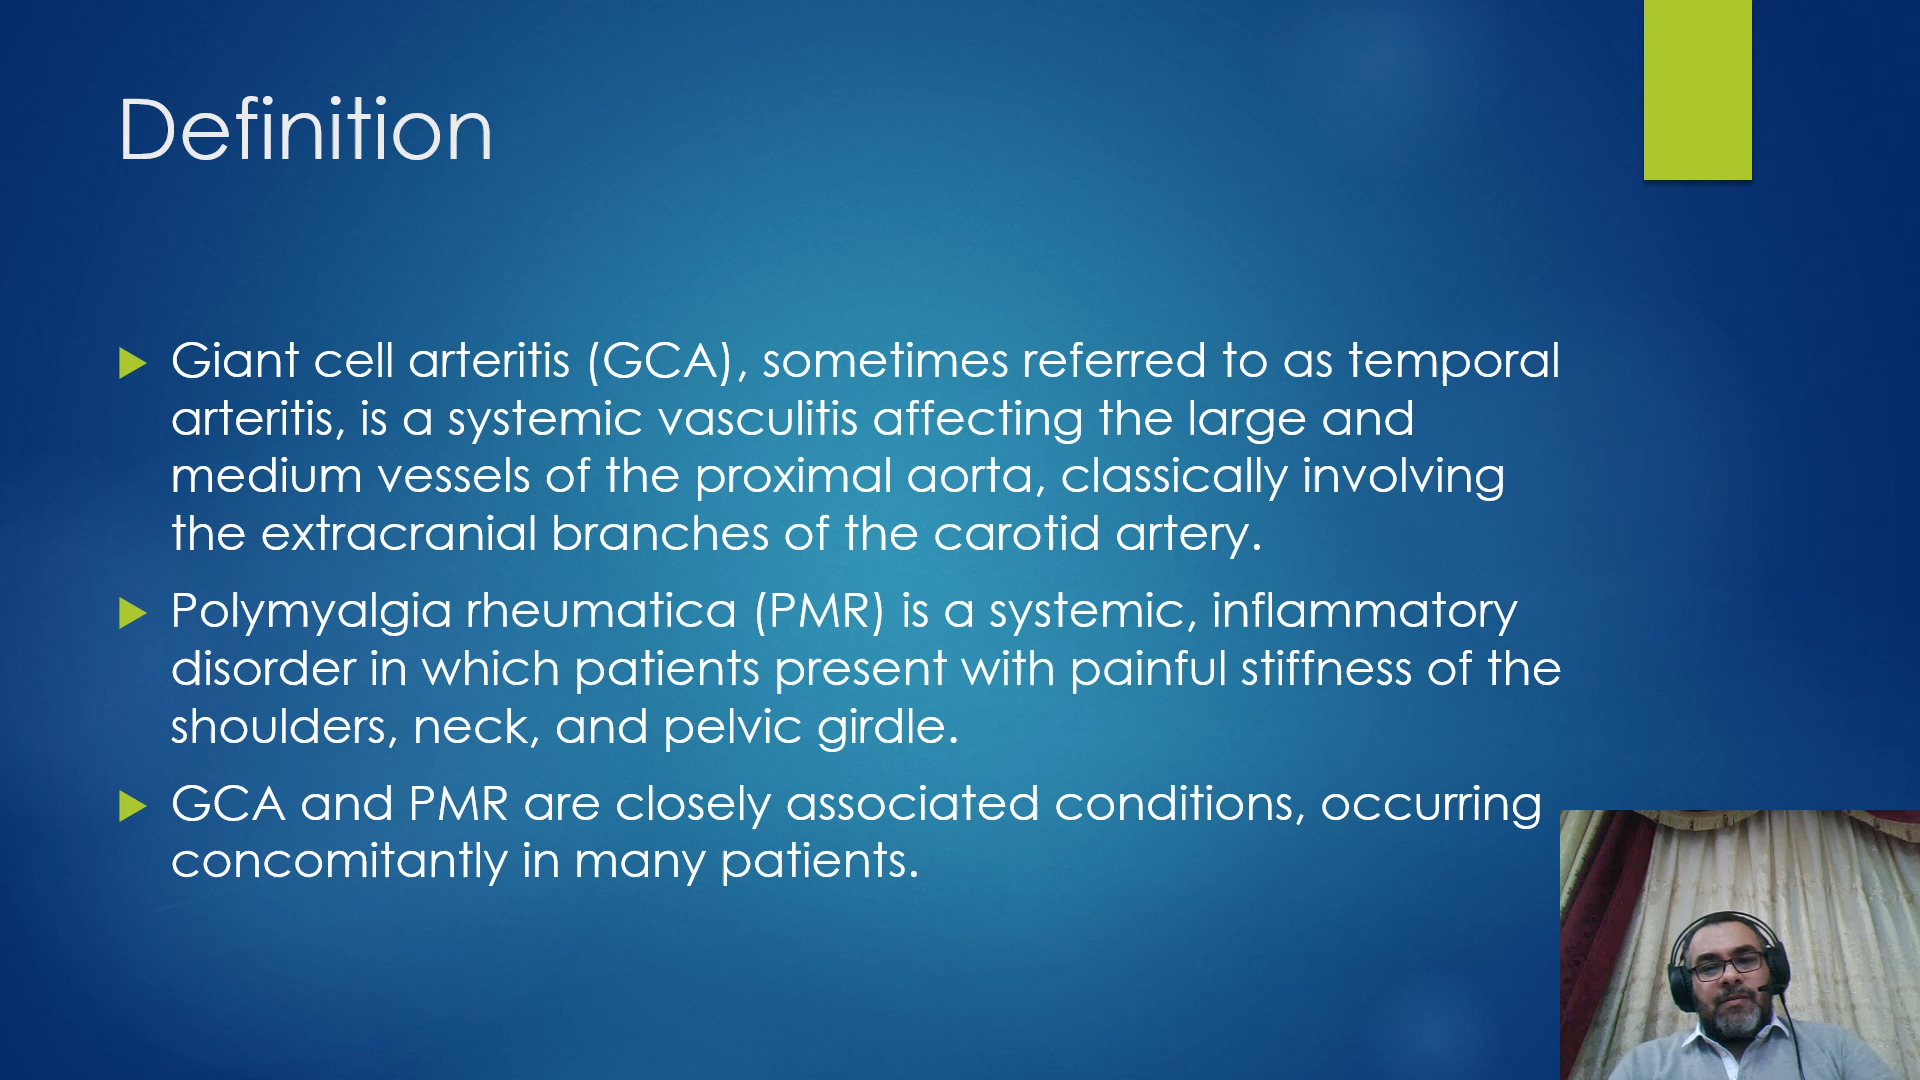 Definition
Giant cell arteritis (GCA), sometimes referred to as temporal
arteritis, is a systemic vasculitis affecting the large and
medium vessels of the proximal aorta, classically involving
the extracranial branches of the carotid artery.
Polymyalgia rheumatica (PMR) is a systemic, inflammatory
disorder in which patients present with painful stiffness of the
shoulders, neck, and pelvic girdle.
GCA and PMR are closely associated conditions, occurring
concomitantly in many patients.